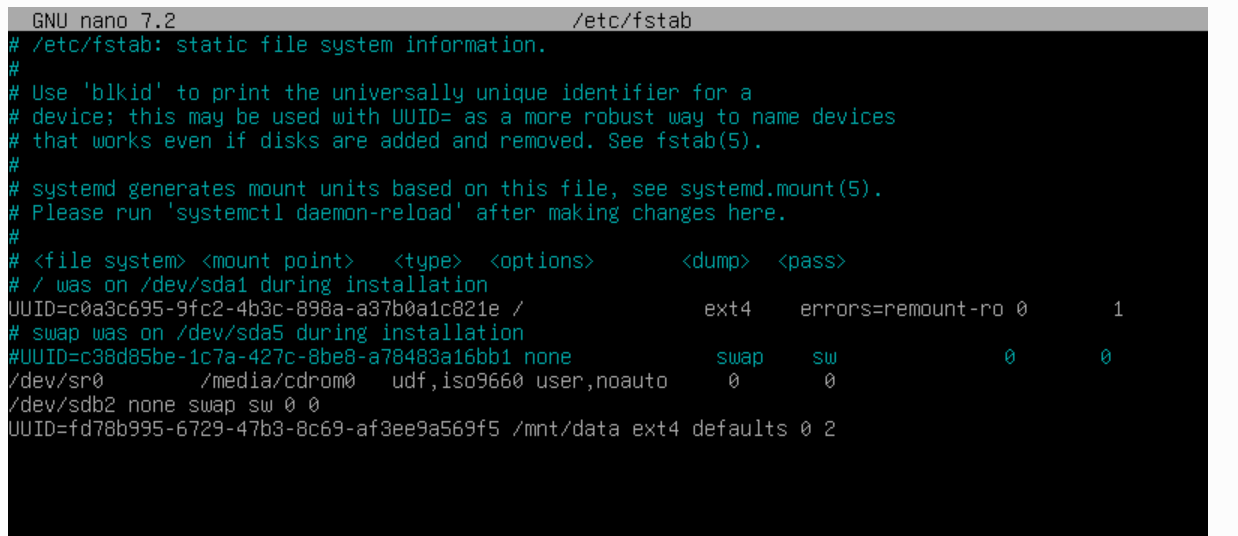 GNU nano 7.2 /etc/fstab
# /etc/fstab: static file system information.
#
# Use 'blkid' to print the universally unique identifier for a
# device; this may be used with UUID= as a more robust way to name devices
# that works even if disks are added and removed. See fstab(5).
#
# systemd generates mount units based on this file, see systemd.mount(5).
# Please run 'systemctl daemon-reload' after making changes here.
#
# <file system> <mount point>   <type>  <options>       <dump>  <pass>
# / was on /dev/sda1 during installation
UUID=c0a3c695-9fc2-4b3c-898a-a37b0a1c821e /               ext4    errors=remount-ro 0       1
# swap was on /dev/sda5 during installation
#UUID=c38d85be-1c7a-427c-8be8-a78483a16bb1 none            swap    sw              0       0
/dev/sr0        /media/cdrom0   udf,iso9660 user,noauto     0       0
/dev/sdb2 none swap sw 0 0
UUID=fd78b995-6729-47b3-8c69-af3ee9a569f5 /mnt/data ext4 defaults 0 2